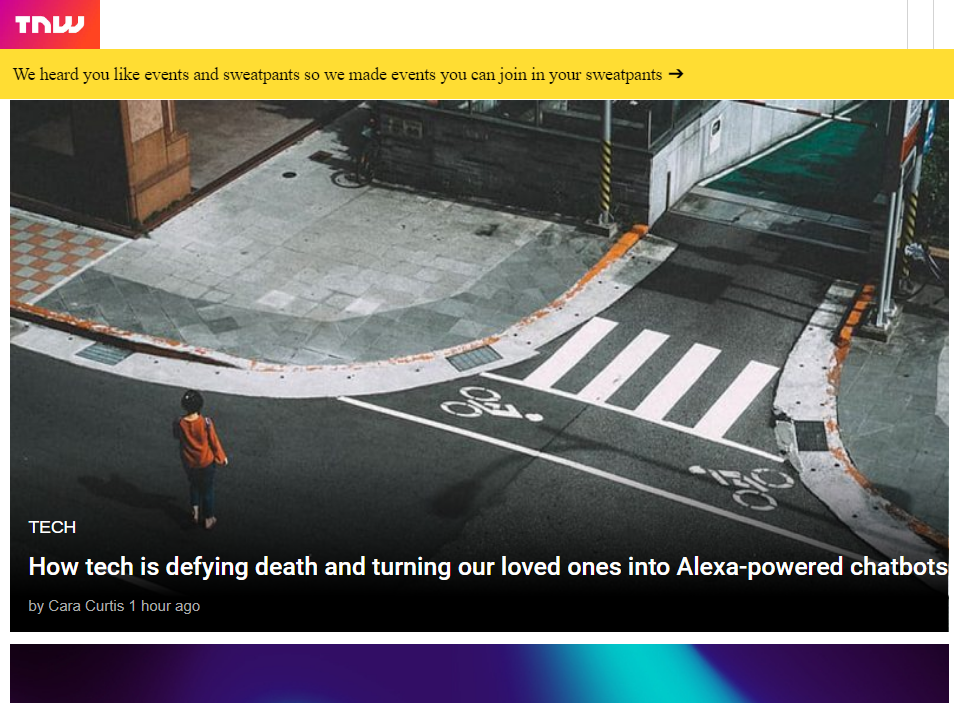 TNW
We heard you like events and sweatpants so we made events you can join in your sweatpants ➔
TECH
How tech is defying death and turning our loved ones into Alexa-powered chatbots
by Cara Curtis 1 hour ago